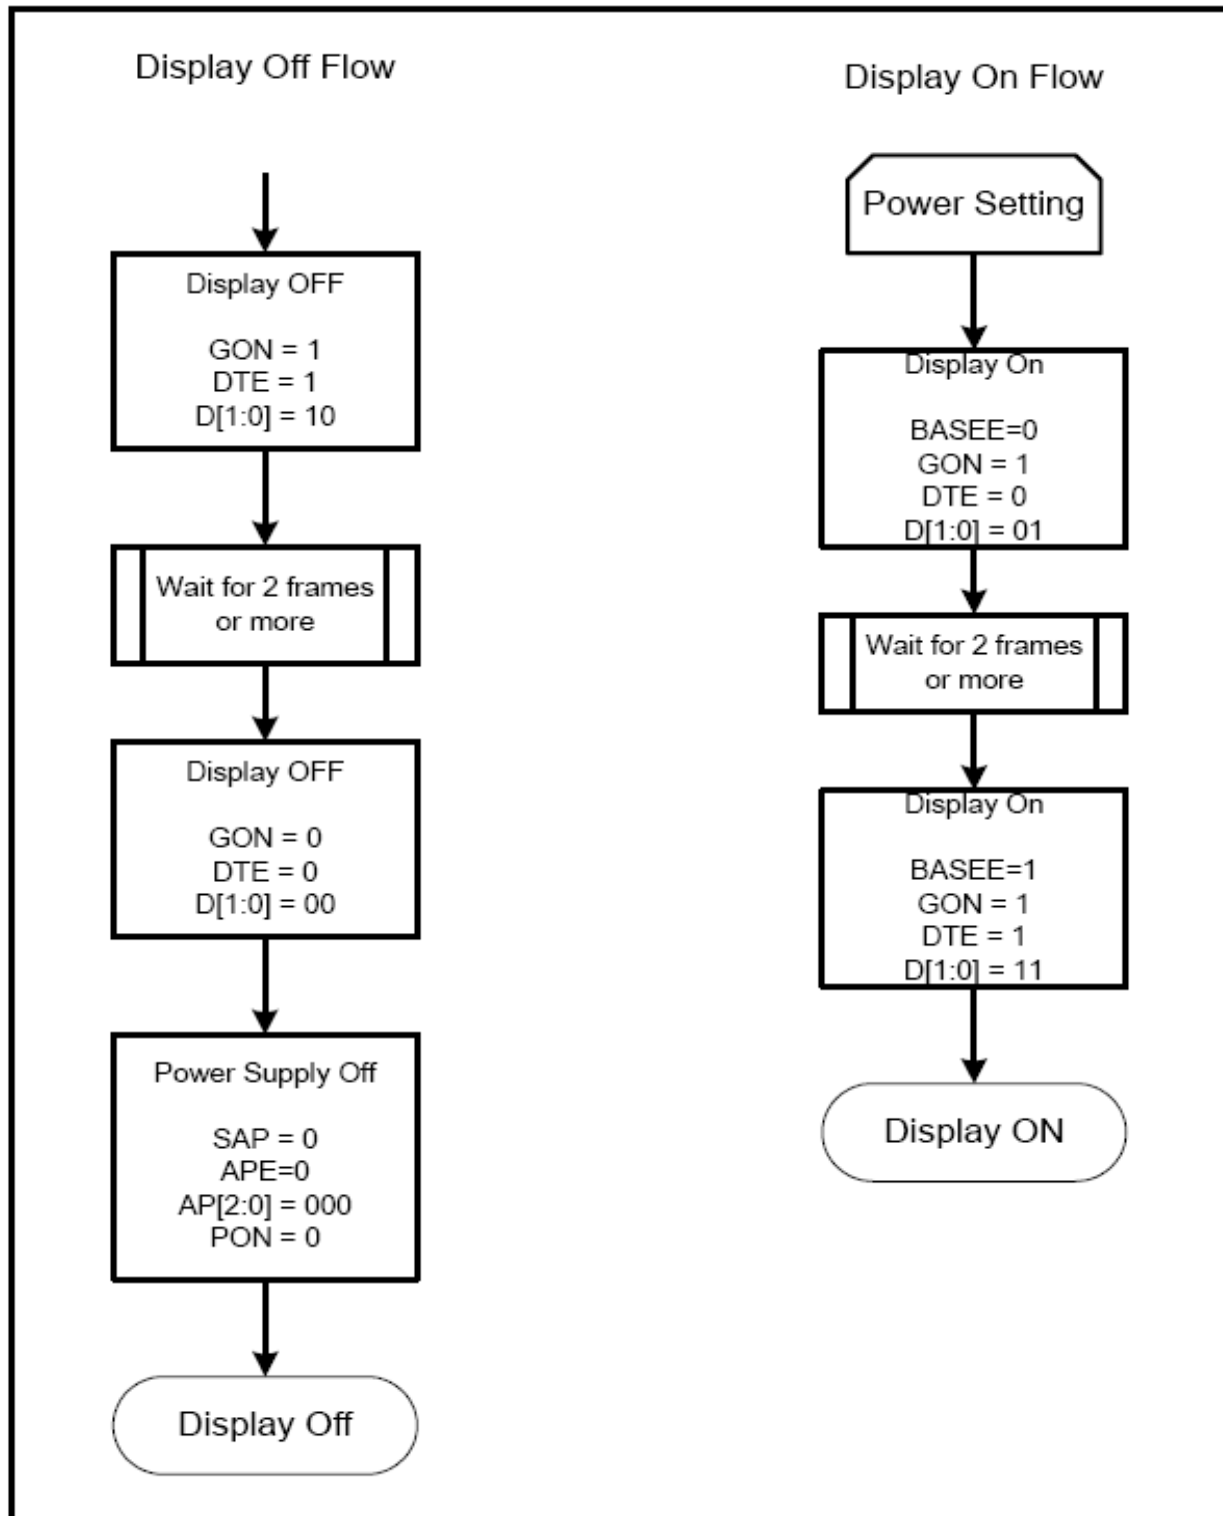 Display Off Flow
Display OFF
GON = 1
DTE = 1
D[1:0] = 10
Wait for 2 frames
or more
Display OFF
GON = 0
DTE = 0
D[1:0] = 00
Power Supply Off
SAP = 0
APE=0
AP[2:0] = 000
PON = 0
Display Off
Display On Flow
Power Setting
Display On
BASEE=0
GON = 1
DTE = 0
D[1:0] = 01
Wait for 2 frames
or more
Display On
BASEE=1
GON = 1
DTE = 1
D[1:0] = 11
Display ON